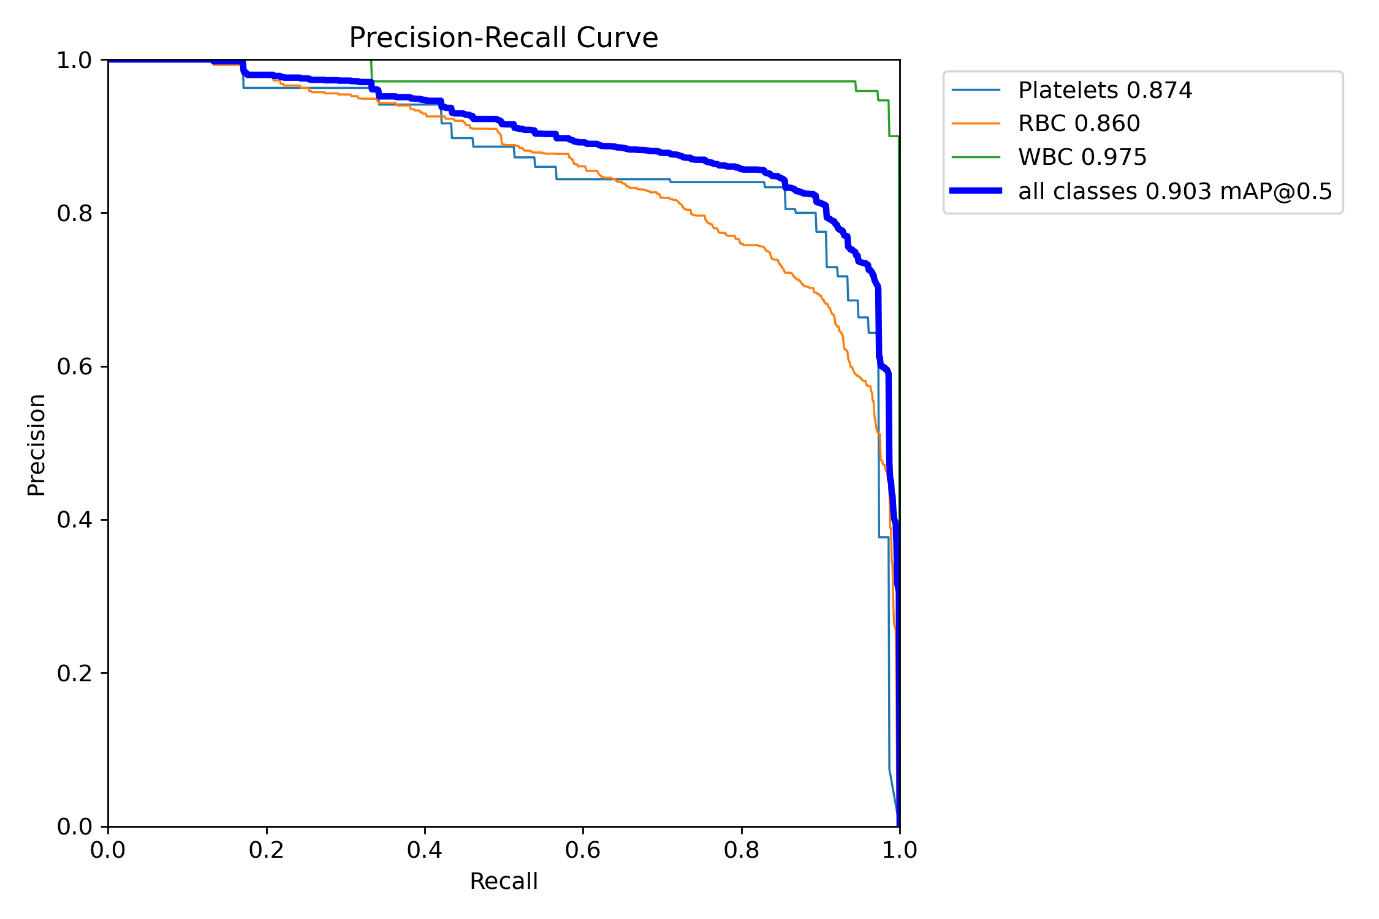 Precision-Recall Curve
Platelets 0.874
RBC 0.860
WBC 0.975
all classes 0.903 mAP@0.5
Precision
1.0
0.8
0.6
0.4
0.2
0.0
0.0 0.2 0.4 0.6 0.8 1.0
Recall